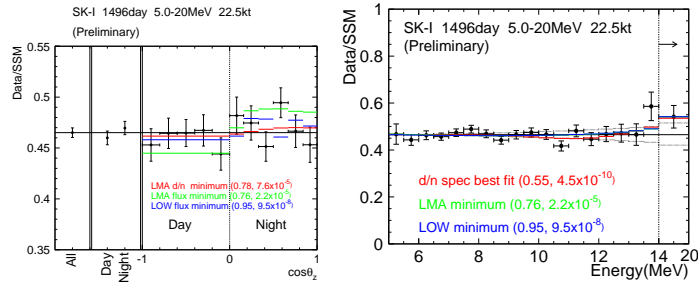 SK-I 1496day 5.0-20MeV 22.5kt
(Preliminary)
Data/SSM
0.55
0.5
0.45
0.4
0.35
LMA d/n minimum (0.78, 7.6x10⁻⁵)
LMA flux minimum (0.76, 2.2x10⁻⁵)
LOW flux minimum (0.95, 9.5x10⁻⁸)
Day Night
All
Day
Night
-1 0 1
cosθz
SK-I 1496day 5.0-20MeV 22.5kt
(Preliminary)
Data/SSM
1
0.8
0.6
0.4
0.2
0
d/n spec best fit (0.55, 4.5x10⁻¹⁰)
LMA minimum (0.76, 2.2x10⁻⁵)
LOW minimum (0.95, 9.5x10⁻⁸)
6 8 10 12 14 20
Energy(MeV)